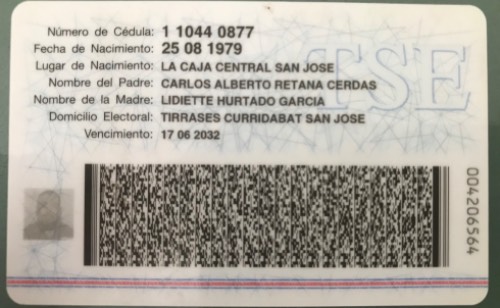 Número de Cédula: 1 1044 0877
Fecha de Nacimiento: 25 08 1979
Lugar de Nacimiento: LA CAJA CENTRAL SAN JOSE
Nombre del Padre: CARLOS ALBERTO RETANA CERDAS
Nombre de la Madre: LIDIETTE HURTADO GARCIA
Domicilio Electoral: TIRRASES CURRIDABAT SAN JOSE
Vencimiento: 17 06 2032
TSE
004206564